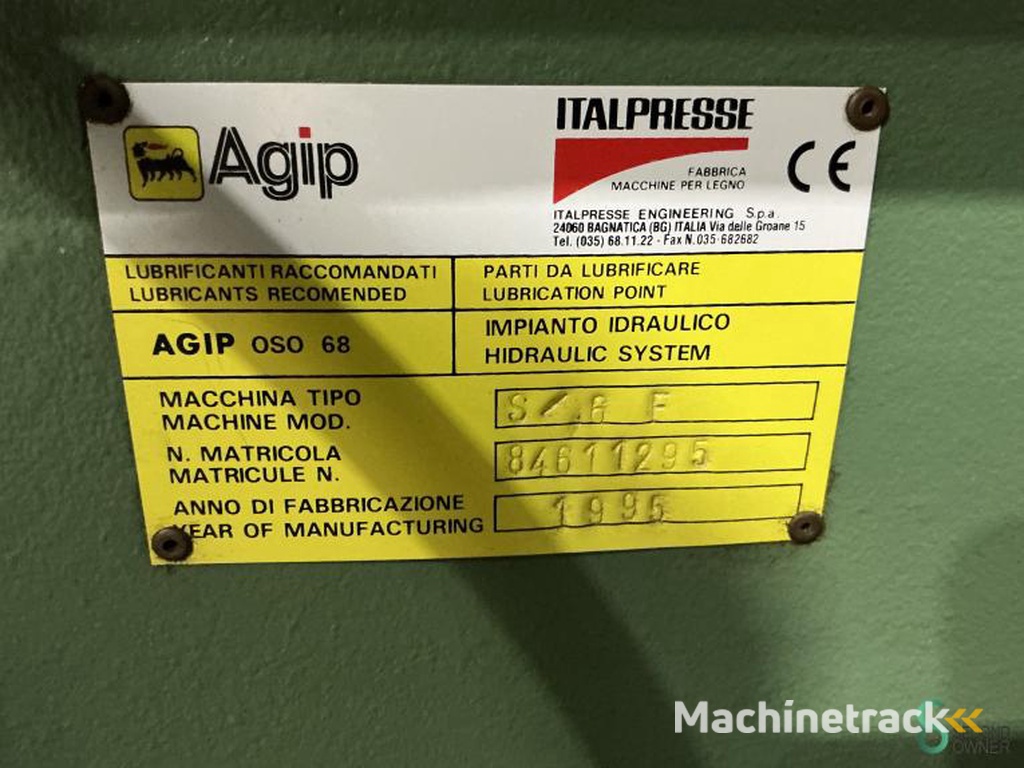 Agip
ITALPRESSE
FABBRICA
MACCHINE PER LEGNO
CE
ITALPRESSE ENGINEERING S.p.a.
24060 BAGNATICA (BG) ITALIA Via delle Groane 15
Tel. (035) 68.11.22 - Fax N.035-682682
LUBRIFICANTI RACCOMANDATI
LUBRICANTS RECOMENDED
PARTI DA LUBRIFICARE
LUBRICATION POINT
AGIP OSO 68
IMPIANTO IDRAULICO
HIDRAULIC SYSTEM
MACCHINA TIPO
MACHINE MOD.
N. MATRICOLA
MATRICULE N.
84611295
ANNO DI FABBRICAZIONE
YEAR OF MANUFACTURING
1995
Machinetrack
OWNER